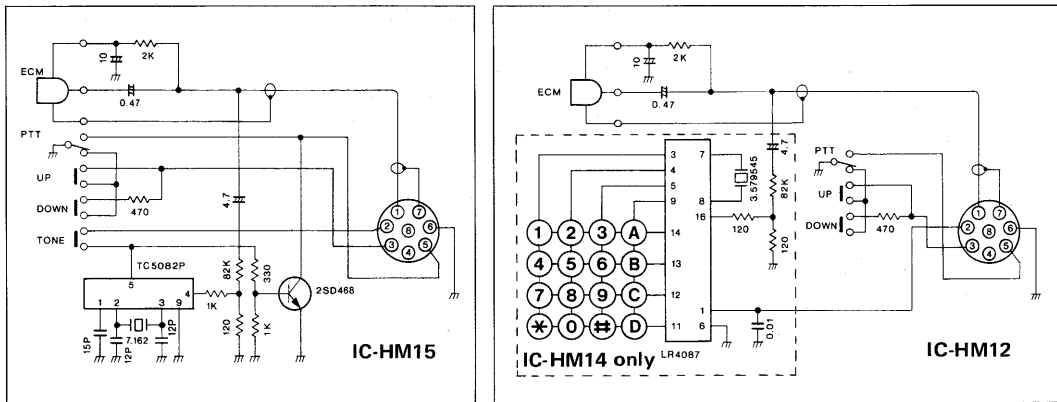 10
2K
ECM
0.47
PTT
UP
DOWN
470
TONE
4.7
1 7
2 8 6
3 4 5
TC5082P
5
4
1 2 3 9
82K
330
1K
2SD468
120
1K
7.162
15P
12P
12P
IC-HM15
10
2K
ECM
0.47
4.7
3
4
5
9
7
8
16
3.579545
82K
120
120
PTT
UP
DOWN
470
1 7
2 8 6
3 4 5
1 2 3 A
14
4 5 6 B
13
7 8 9 C
12
* 0 # D
11
1
6
0.01
IC-HM14 only
LR4087
IC-HM12